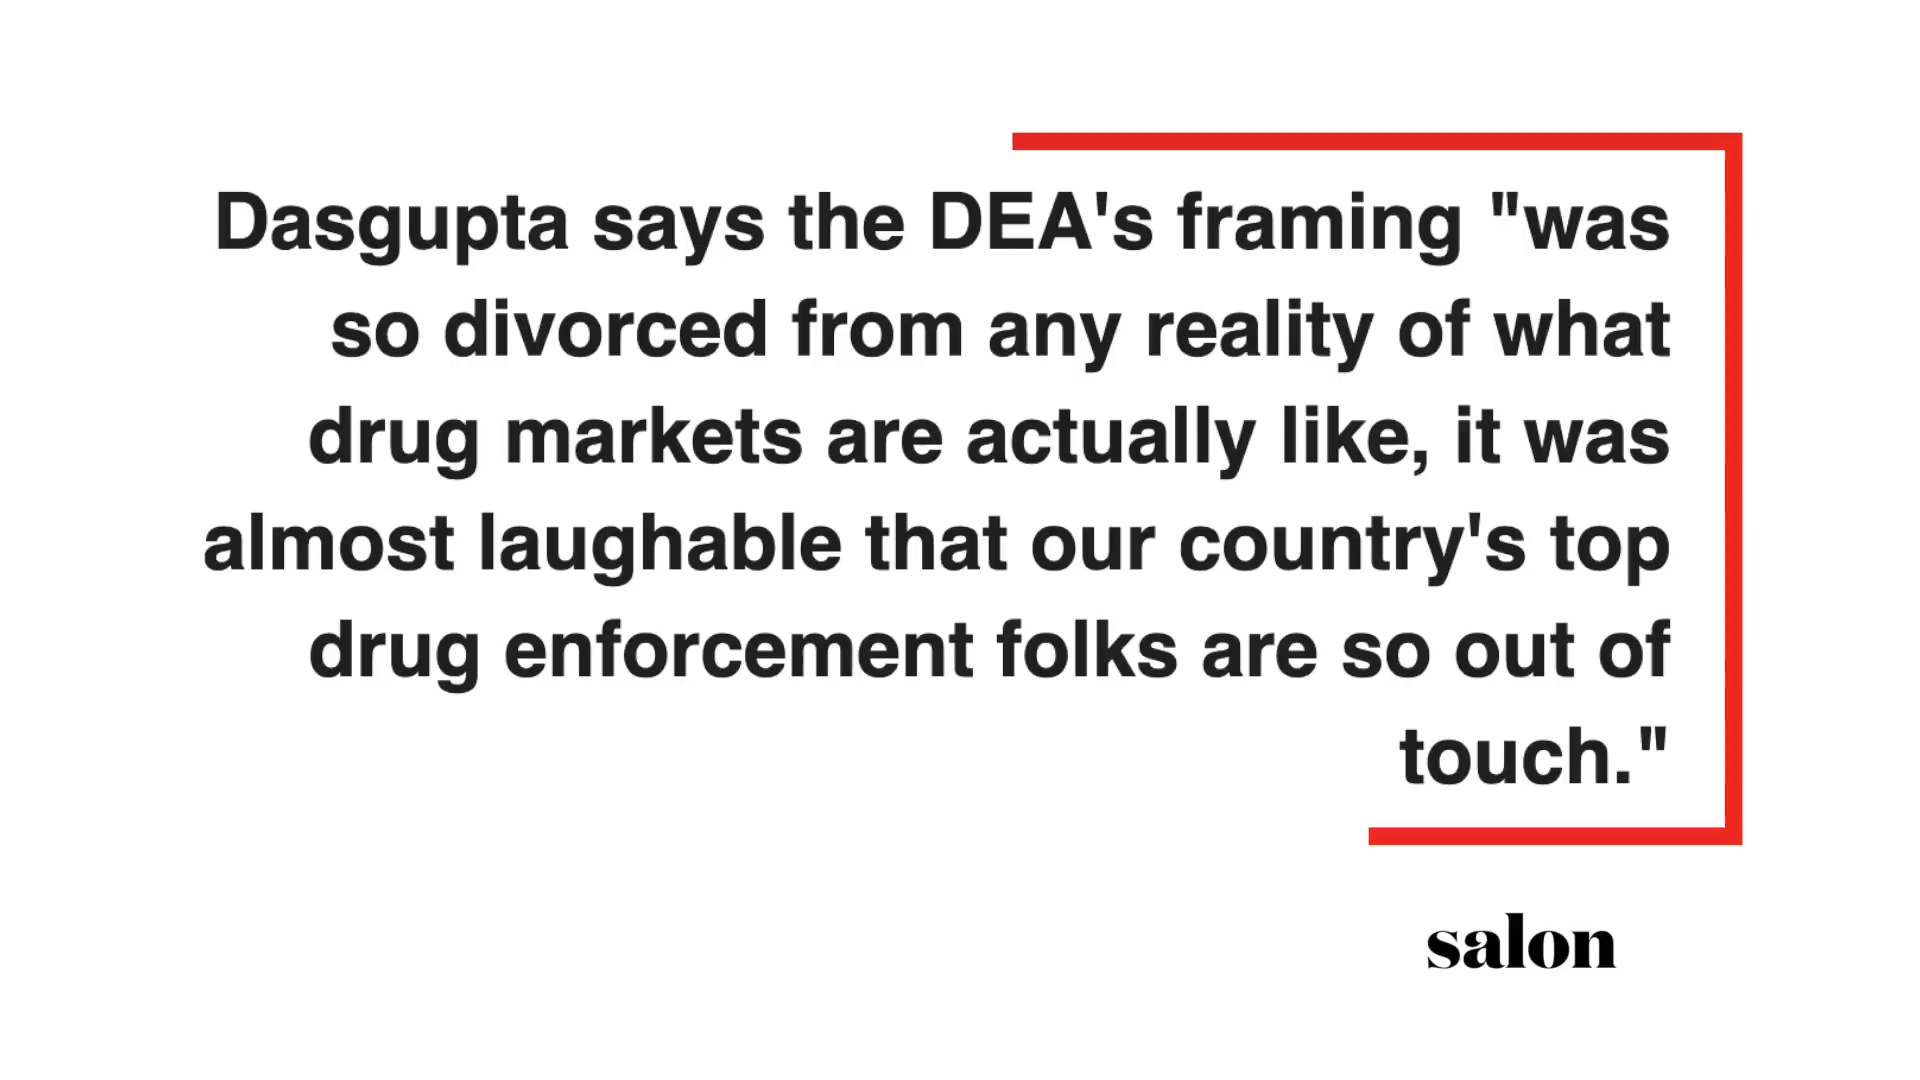 Dasgupta says the DEA's framing "was
so divorced from any reality of what
drug markets are actually like, it was
almost laughable that our country's top
drug enforcement folks are so out of
touch."
salon